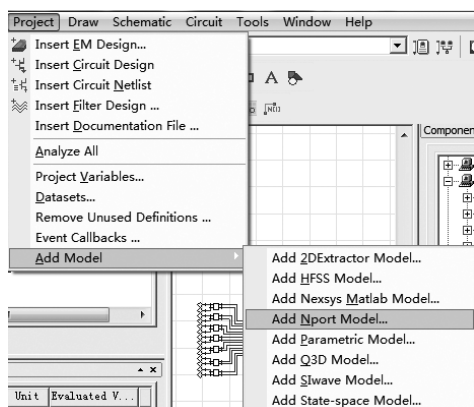 Project Draw Schematic Circuit Tools Window Help
Insert EM Design...
Insert Circuit Design
Insert Circuit Netlist
Insert Filter Design ...
Insert Documentation File ...
Analyze All
Project Variables...
Datasets...
Remove Unused Definitions ...
Event Callbacks ...
Add Model
A
Component
Add 2DExtractor Model...
Add HFSS Model...
Add Nexsys Matlab Model...
Add Nport Model...
Add Parametric Model...
Add Q3D Model...
Add SIwave Model...
Add State-space Model...
Unit Evaluated V...